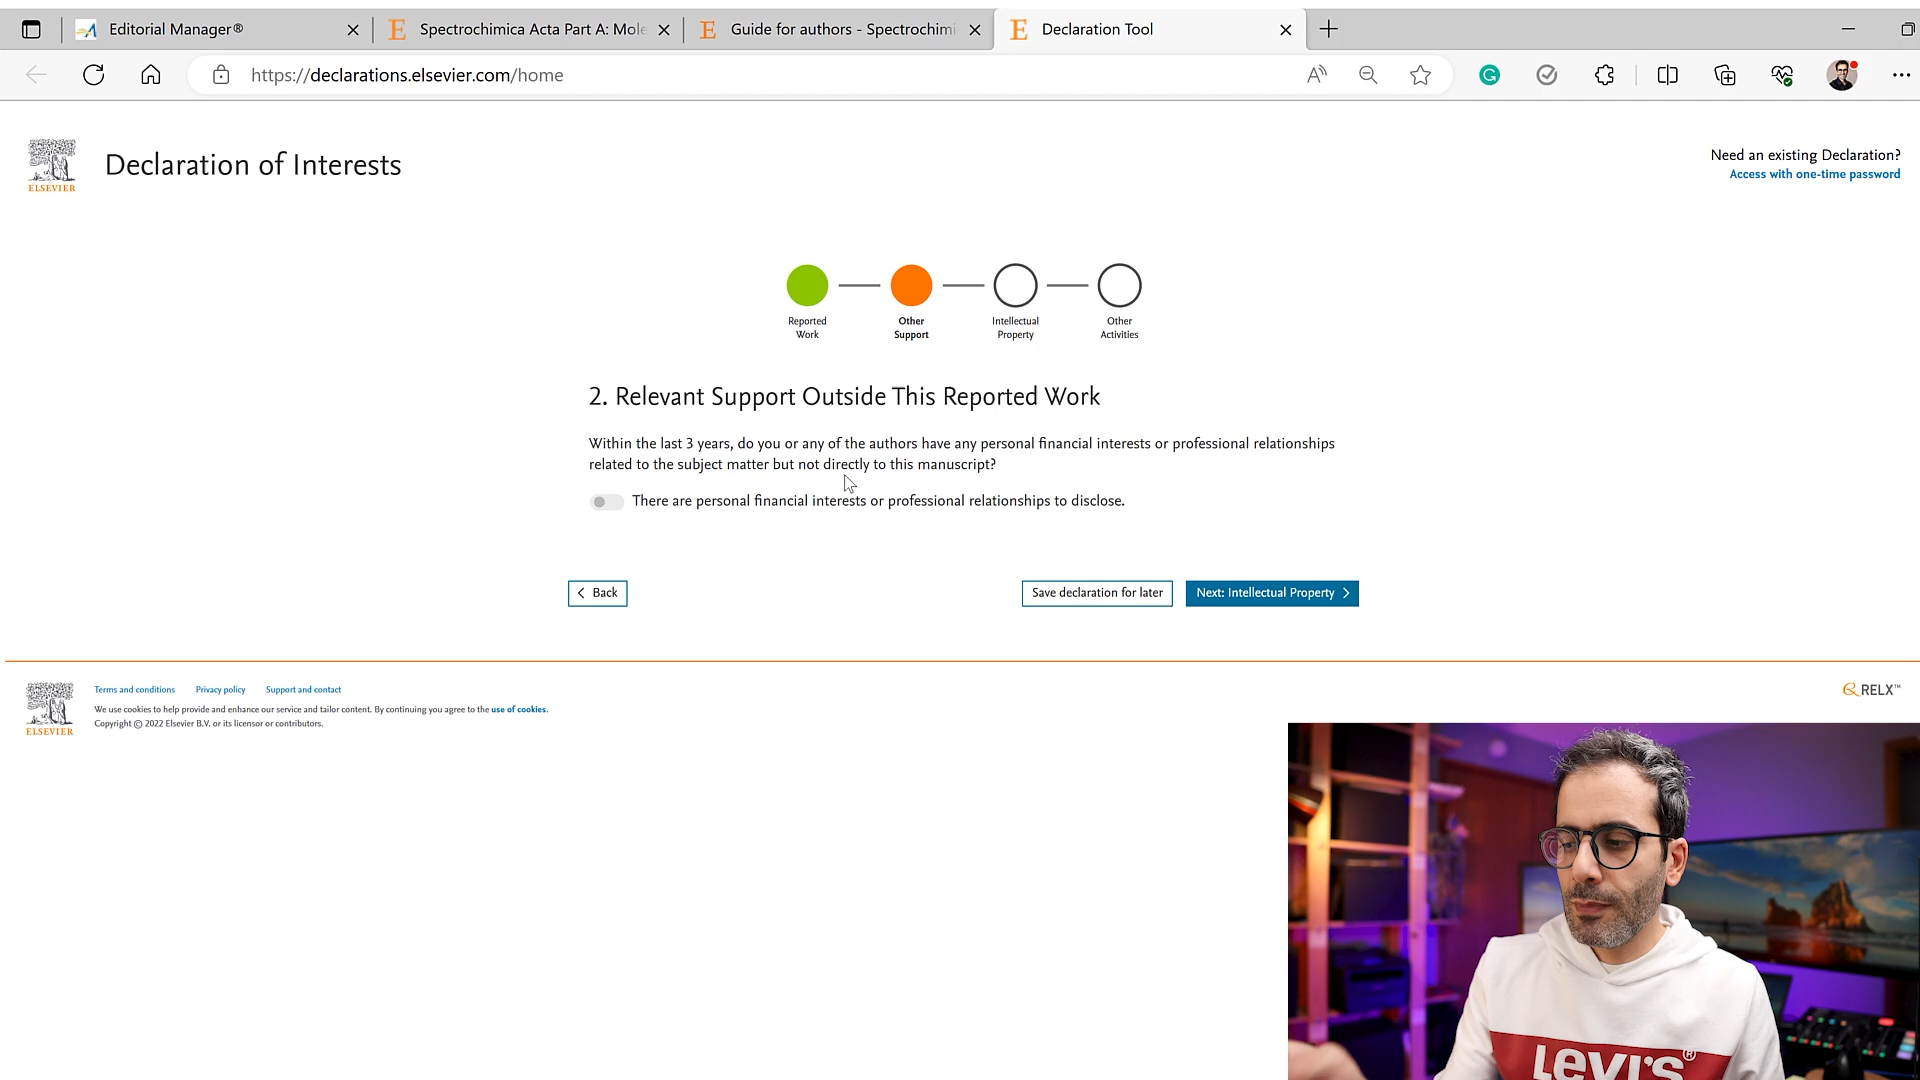 Editorial Manager®
Spectrochimica Acta Part A: Mole
Guide for authors - Spectrochimi
Declaration Tool
https://declarations.elsevier.com/home
ELSEVIER
Declaration of Interests
Need an existing Declaration?
Access with one-time password
Reported Work
Other Support
Intellectual Property
Other Activities
2. Relevant Support Outside This Reported Work
Within the last 3 years, do you or any of the authors have any personal financial interests or professional relationships
related to the subject matter but not directly to this manuscript?
There are personal financial interests or professional relationships to disclose.
Back
Save declaration for later
Next: Intellectual Property
Terms and conditions Privacy policy Support and contact
We use cookies to help provide and enhance our service and tailor content. By continuing you agree to the use of cookies.
Copyright © 2022 Elsevier B.V. or its licensor or contributors.
ELSEVIER
RELX™
Levi's®